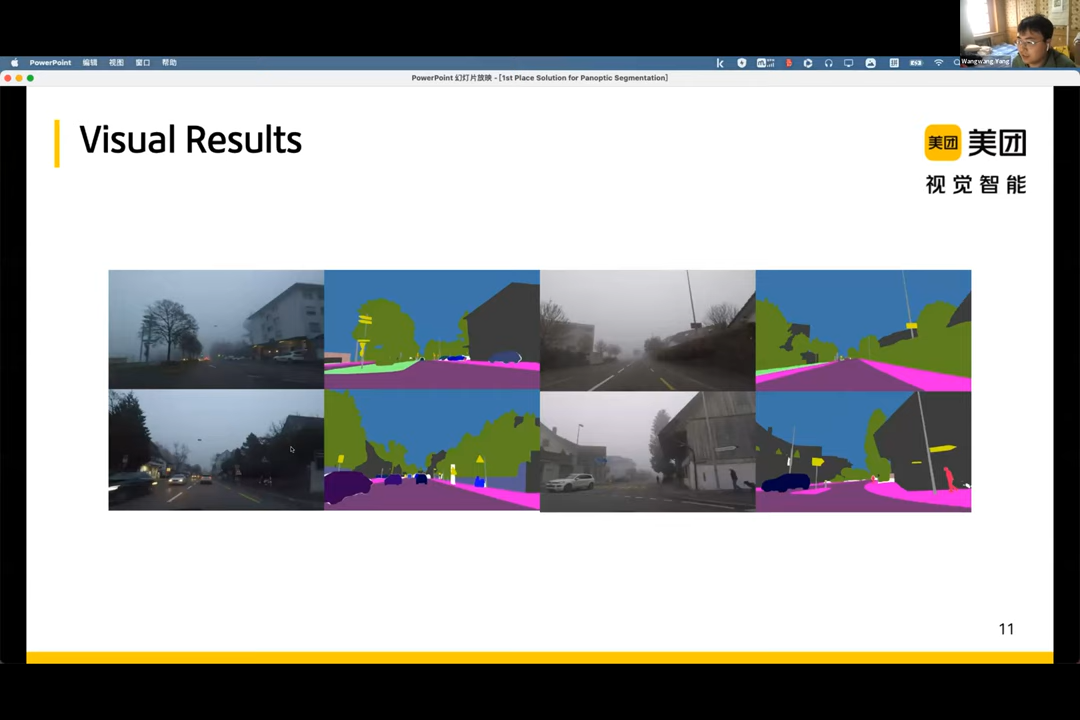 Wangwang Yang
PowerPoint 编辑 视图 窗口 帮助
PowerPoint 幻灯片放映 - [1st Place Solution for Panoptic Segmentation]
Visual Results
美团 美团
视觉智能
11